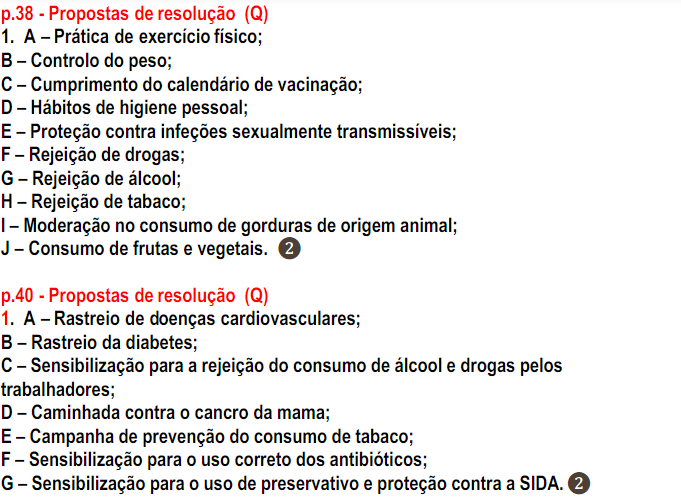 p.38 - Propostas de resolução (Q)
1. A – Prática de exercício físico;
B – Controlo do peso;
C – Cumprimento do calendário de vacinação;
D – Hábitos de higiene pessoal;
E – Proteção contra infeções sexualmente transmissíveis;
F – Rejeição de drogas;
G – Rejeição de álcool;
H – Rejeição de tabaco;
I – Moderação no consumo de gorduras de origem animal;
J – Consumo de frutas e vegetais. ❷
p.40 - Propostas de resolução (Q)
1. A – Rastreio de doenças cardiovasculares;
B – Rastreio da diabetes;
C – Sensibilização para a rejeição do consumo de álcool e drogas pelos
trabalhadores;
D – Caminhada contra o cancro da mama;
E – Campanha de prevenção do consumo de tabaco;
F – Sensibilização para o uso correto dos antibióticos;
G – Sensibilização para o uso de preservativo e proteção contra a SIDA. ❷